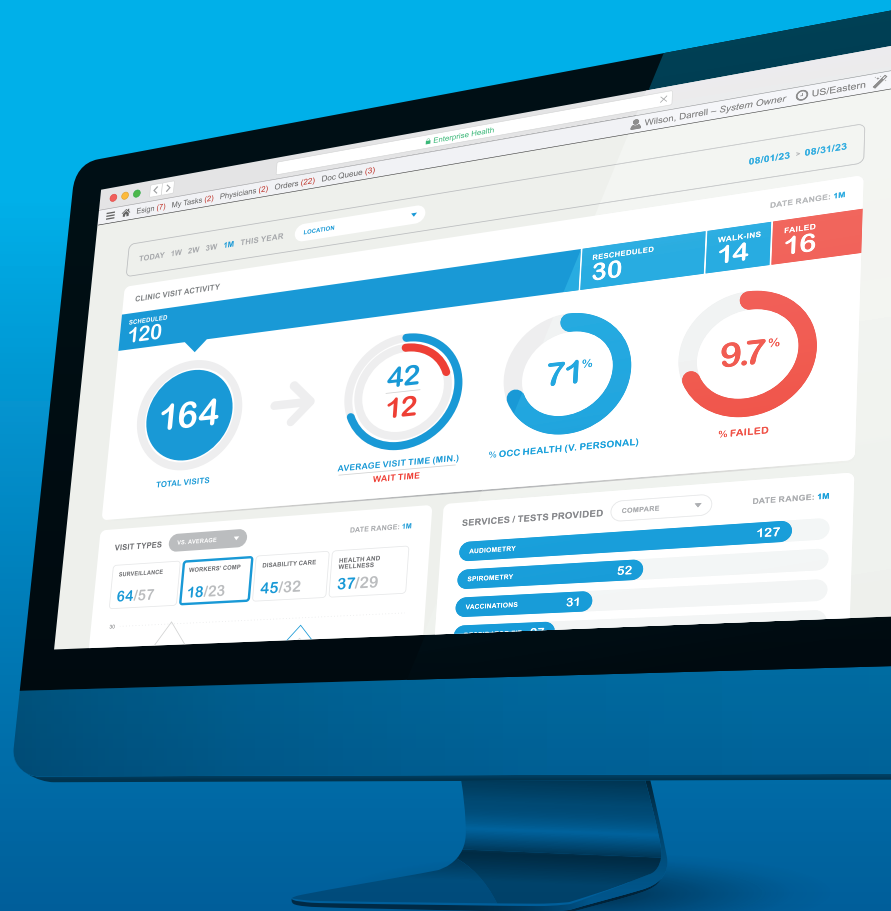 Enterprise Health
Wilson, Darrell – System Owner US/Eastern
Esign (7) My Tasks (2) Physicians (2) Orders (22) Doc Queue (3)
08/01/23 > 08/31/23
TODAY 1W 2W 3W 1M THIS YEAR LOCATION
DATE RANGE: 1M
CLINIC VISIT ACTIVITY
SCHEDULED
120
RESCHEDULED
30
WALK-INS
14
FAILED
16
164
TOTAL VISITS
42
12
AVERAGE VISIT TIME (MIN.)
WAIT TIME
71%
% OCC HEALTH (V. PERSONAL)
9.7%
% FAILED
VISIT TYPES VS. AVERAGE DATE RANGE: 1M
SURVEILLANCE
64/57
WORKERS' COMP
18/23
DISABILITY CARE
45/32
HEALTH AND
WELLNESS
37/29
30
SERVICES / TESTS PROVIDED COMPARE DATE RANGE: 1M
AUDIOMETRY 127
SPIROMETRY 52
VACCINATIONS 31